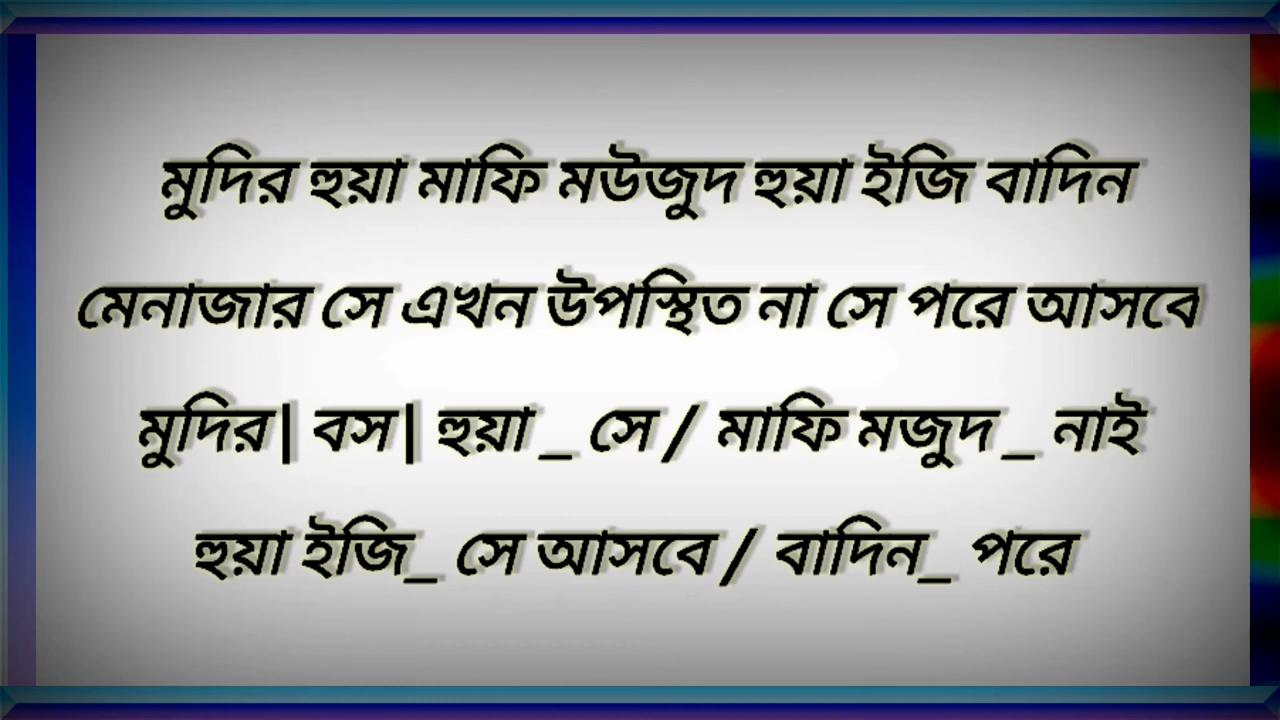 মুদির হুয়া মাফি মউজুদ হুয়া ইজি বাদিন
মেনাজার সে এখন উপস্থিত না সে পরে আসবে
মুদির| বস| হুয়া _ সে / মাফি মজুদ _ নাই
হুয়া ইজি_ সে আসবে / বাদিন_ পরে